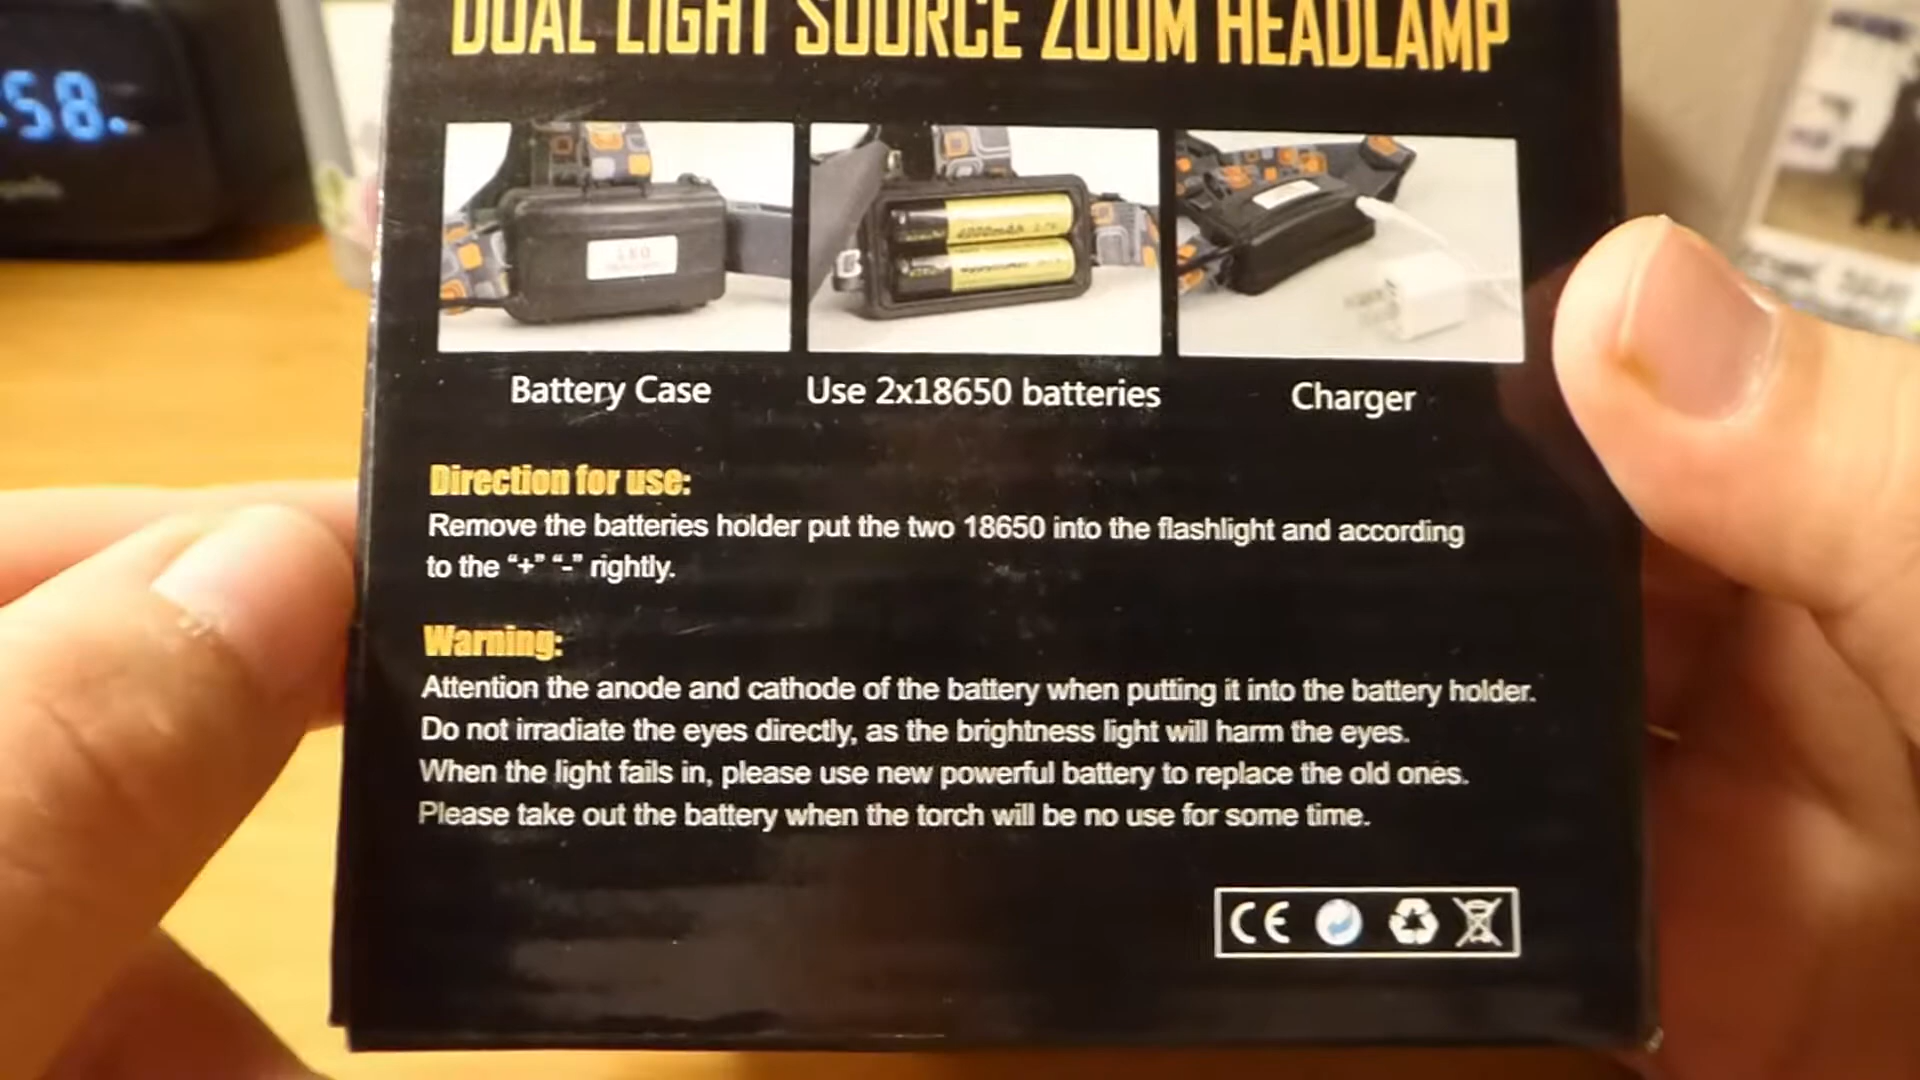 58.
DUAL LIGHT SOURCE ZOOM HEADLAMP
Battery Case
Use 2x18650 batteries
Charger
Direction for use:
Remove the batteries holder put the two 18650 into the flashlight and according
to the “+” “-” rightly.
Warning:
Attention the anode and cathode of the battery when putting it into the battery holder.
Do not irradiate the eyes directly, as the brightness light will harm the eyes.
When the light fails in, please use new powerful battery to replace the old ones.
Please take out the battery when the torch will be no use for some time.
CE